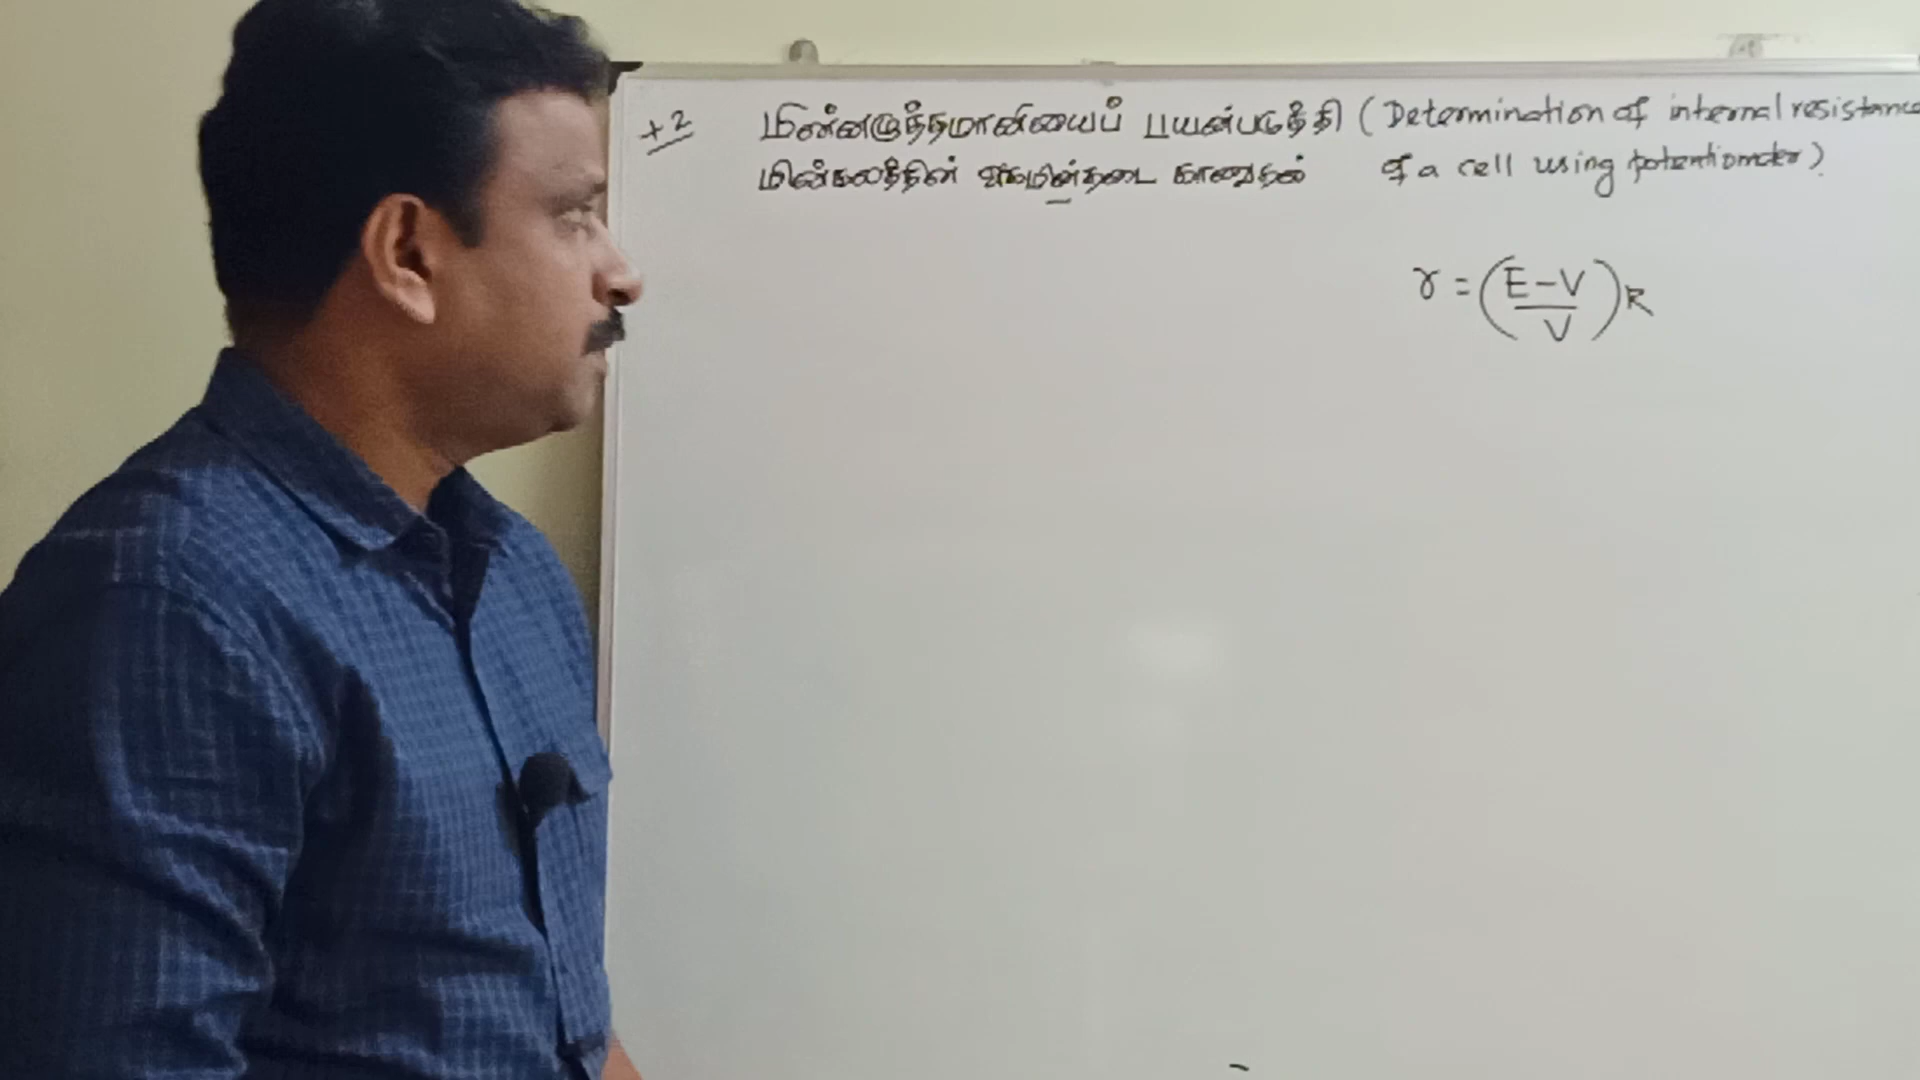 +2 மின்னழுத்தமானியைப் பயன்படுத்தி (Determination of internal resistance
மின்கலத்தின் அகமின்தடை காணுதல் of a cell using potentiometer)
r = (E-V / V) R